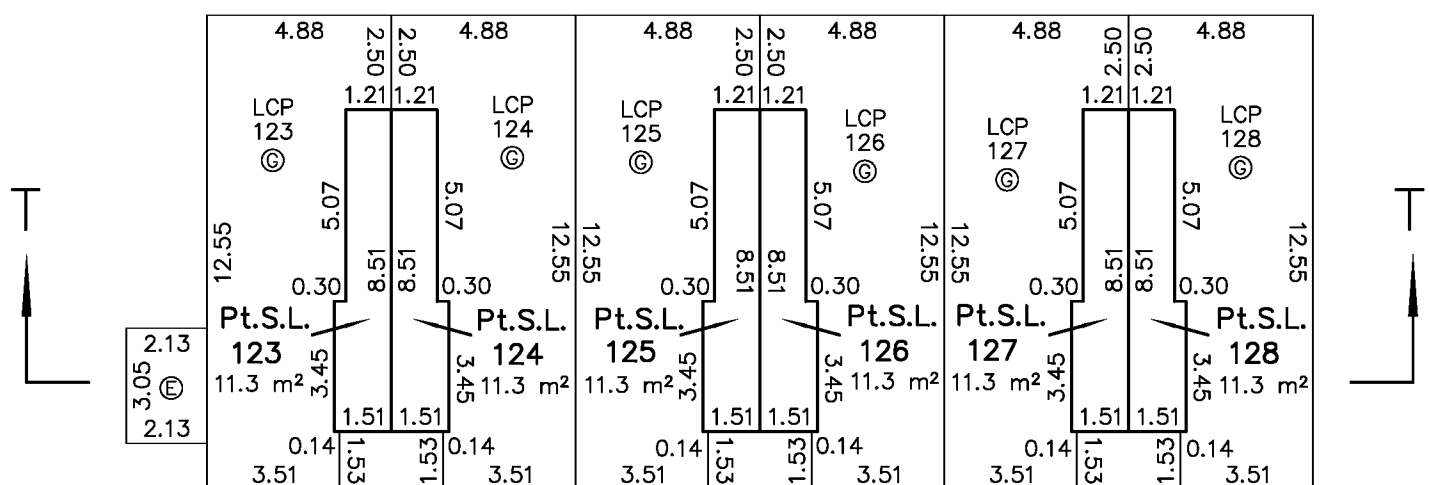 4.88 2.50 2.50 4.88 4.88 2.50 2.50 4.88 4.88 2.50 2.50 4.88
1.21 1.21 1.21 1.21 1.21 1.21
LCP
123
G
LCP
124
G
LCP
125
G
LCP
126
G
LCP
127
G
LCP
128
G
5.07 5.07 5.07 5.07 5.07 5.07
12.55 12.55 12.55 12.55 12.55 12.55
8.51 8.51 8.51 8.51 8.51 8.51
0.30 0.30 0.30 0.30 0.30 0.30
Pt.S.L.
123
11.3 m²
Pt.S.L.
124
11.3 m²
Pt.S.L.
125
11.3 m²
Pt.S.L.
126
11.3 m²
Pt.S.L.
127
11.3 m²
Pt.S.L.
128
11.3 m²
2.13
3.05 E
2.13
3.45 3.45 3.45 3.45 3.45 3.45
1.51 1.51 1.51 1.51 1.51 1.51
0.14 1.53 1.53 0.14 0.14 1.53 1.53 0.14 0.14 1.53 1.53 0.14
3.51 3.51 3.51 3.51 3.51 3.51